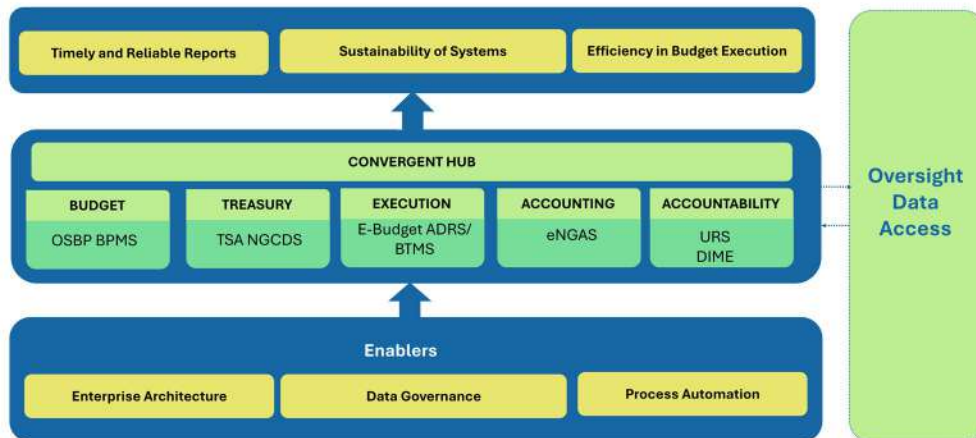 Timely and Reliable Reports
Sustainability of Systems
Efficiency in Budget Execution
CONVERGENT HUB
BUDGET
OSBP BPMS
TREASURY
TSA NGCDS
EXECUTION
E-Budget ADRS/
BTMS
ACCOUNTING
eNGAS
ACCOUNTABILITY
URS
DIME
Enablers
Enterprise Architecture
Data Governance
Process Automation
Oversight
Data
Access